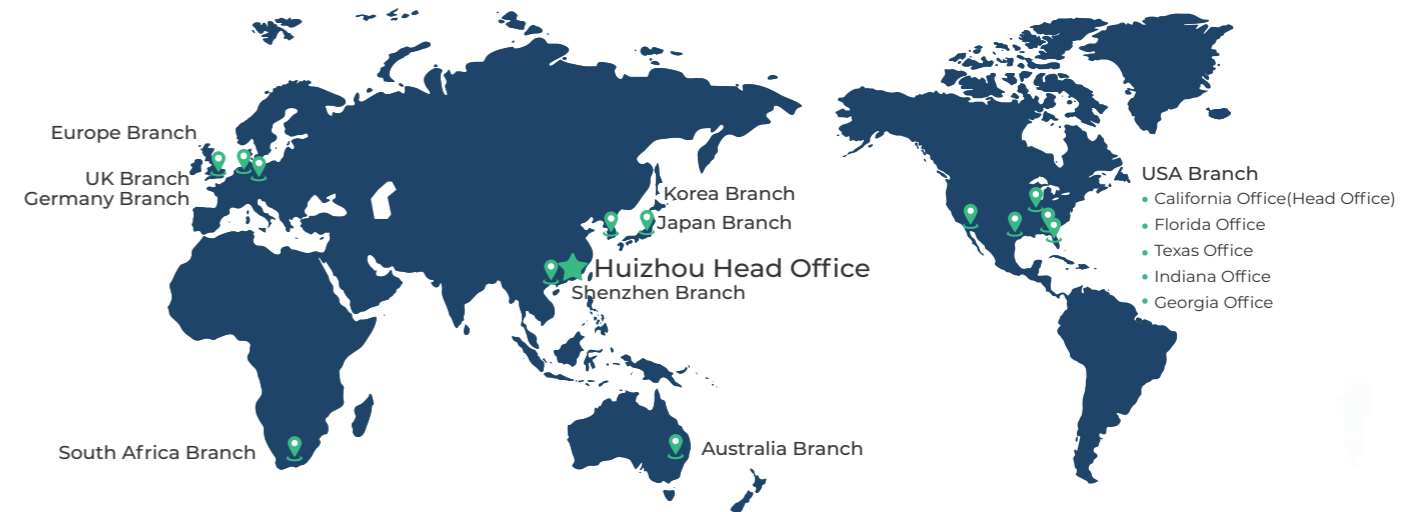 Europe Branch
UK Branch
Germany Branch
Korea Branch
Japan Branch
Huizhou Head Office
Shenzhen Branch
South Africa Branch
Australia Branch
USA Branch
California Office(Head Office)
Florida Office
Texas Office
Indiana Office
Georgia Office